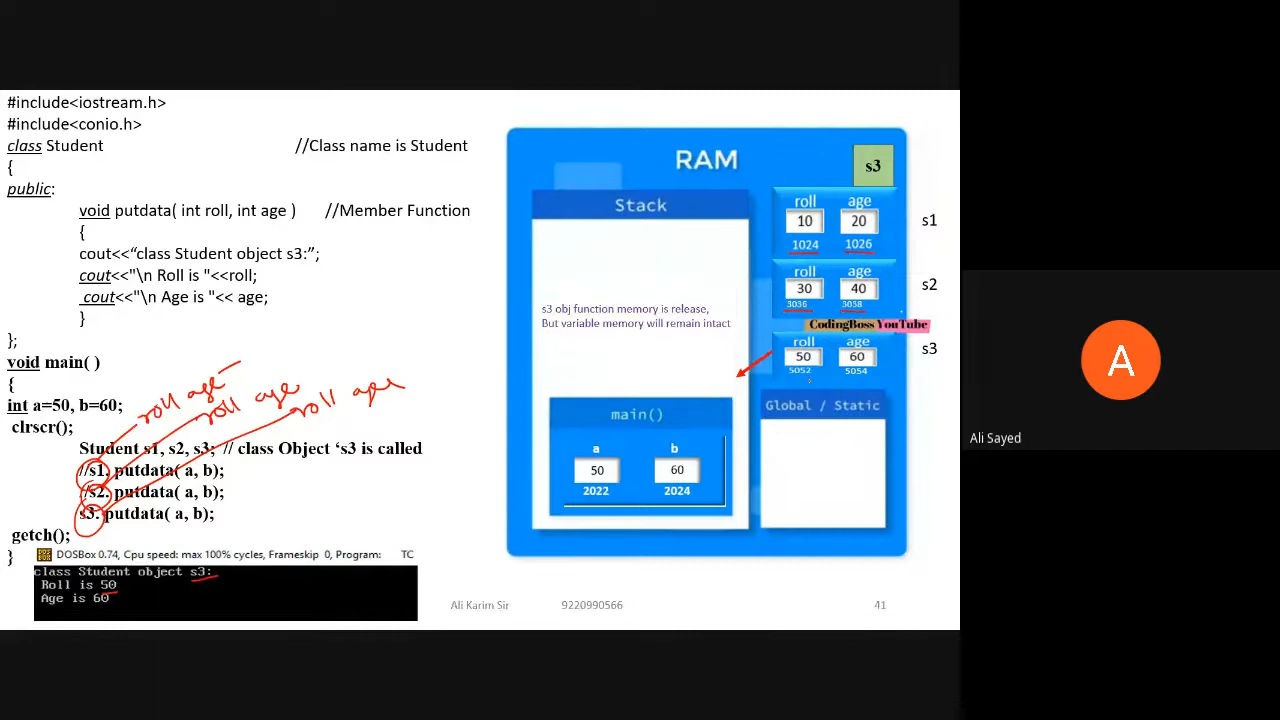 #include<iostream.h>
#include<conio.h>
class Student //Class name is Student
{
public:
void putdata( int roll, int age ) //Member Function
{
cout<<“class Student object s3:”;
cout<<"\n Roll is "<<roll;
cout<<"\n Age is "<< age;
}
};
void main( )
{
int a=50, b=60;
clrscr();
Student s1, s2, s3; // class Object ‘s3 is called
//s1. putdata( a, b);
//s2. putdata( a, b);
s3. putdata( a, b);
getch();
}
roll age
roll age
roll age
DOSBox 0.74, Cpu speed: max 100% cycles, Frameskip 0, Program: TC
class Student object s3:
Roll is 50
Age is 60
RAM
s3
Stack
s3 obj function memory is release,
But variable memory will remain intact
main()
a b
50 60
2022 2024
roll age
10 20 s1
1024 1026
roll age
30 40 s2
3036 3038
CodingBoss YouTube
roll age
50 60 s3
5052 5054
Global / Static
Ali Karim Sir 9220990566 41
A
Ali Sayed